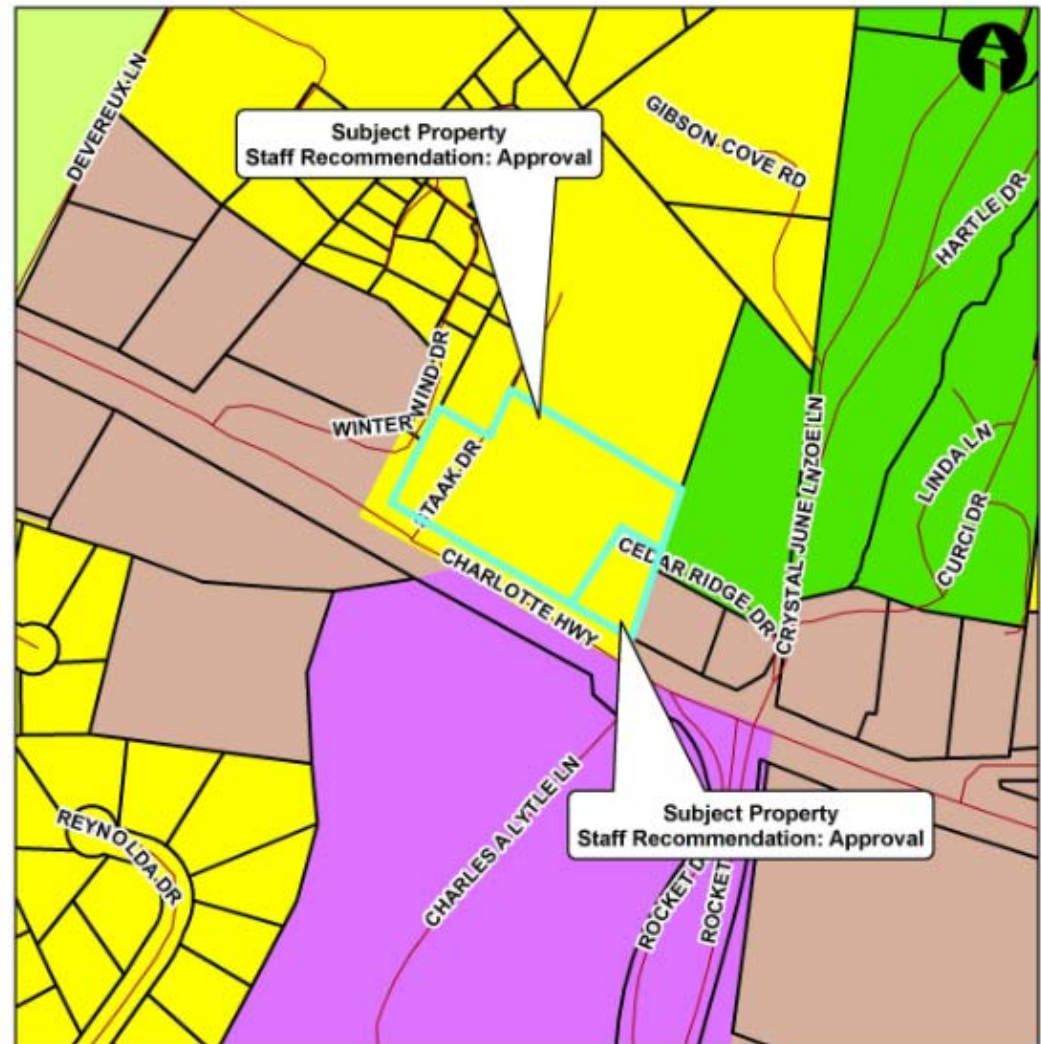 DEVEREUX LN
Subject Property
Staff Recommendation: Approval
GIBSON COVE RD
HARTLE DR
WINTER WIND DR
STAAK DR
LINDA LN
CURCI DR
ZOE LN
CRYSTAL JUNE LN
CEDAR RIDGE DR
CHARLOTTE HWY
CHARLES A LYTLE LN
Subject Property
Staff Recommendation: Approval
REYNOLDA DR
ROCKET D
ROCKET